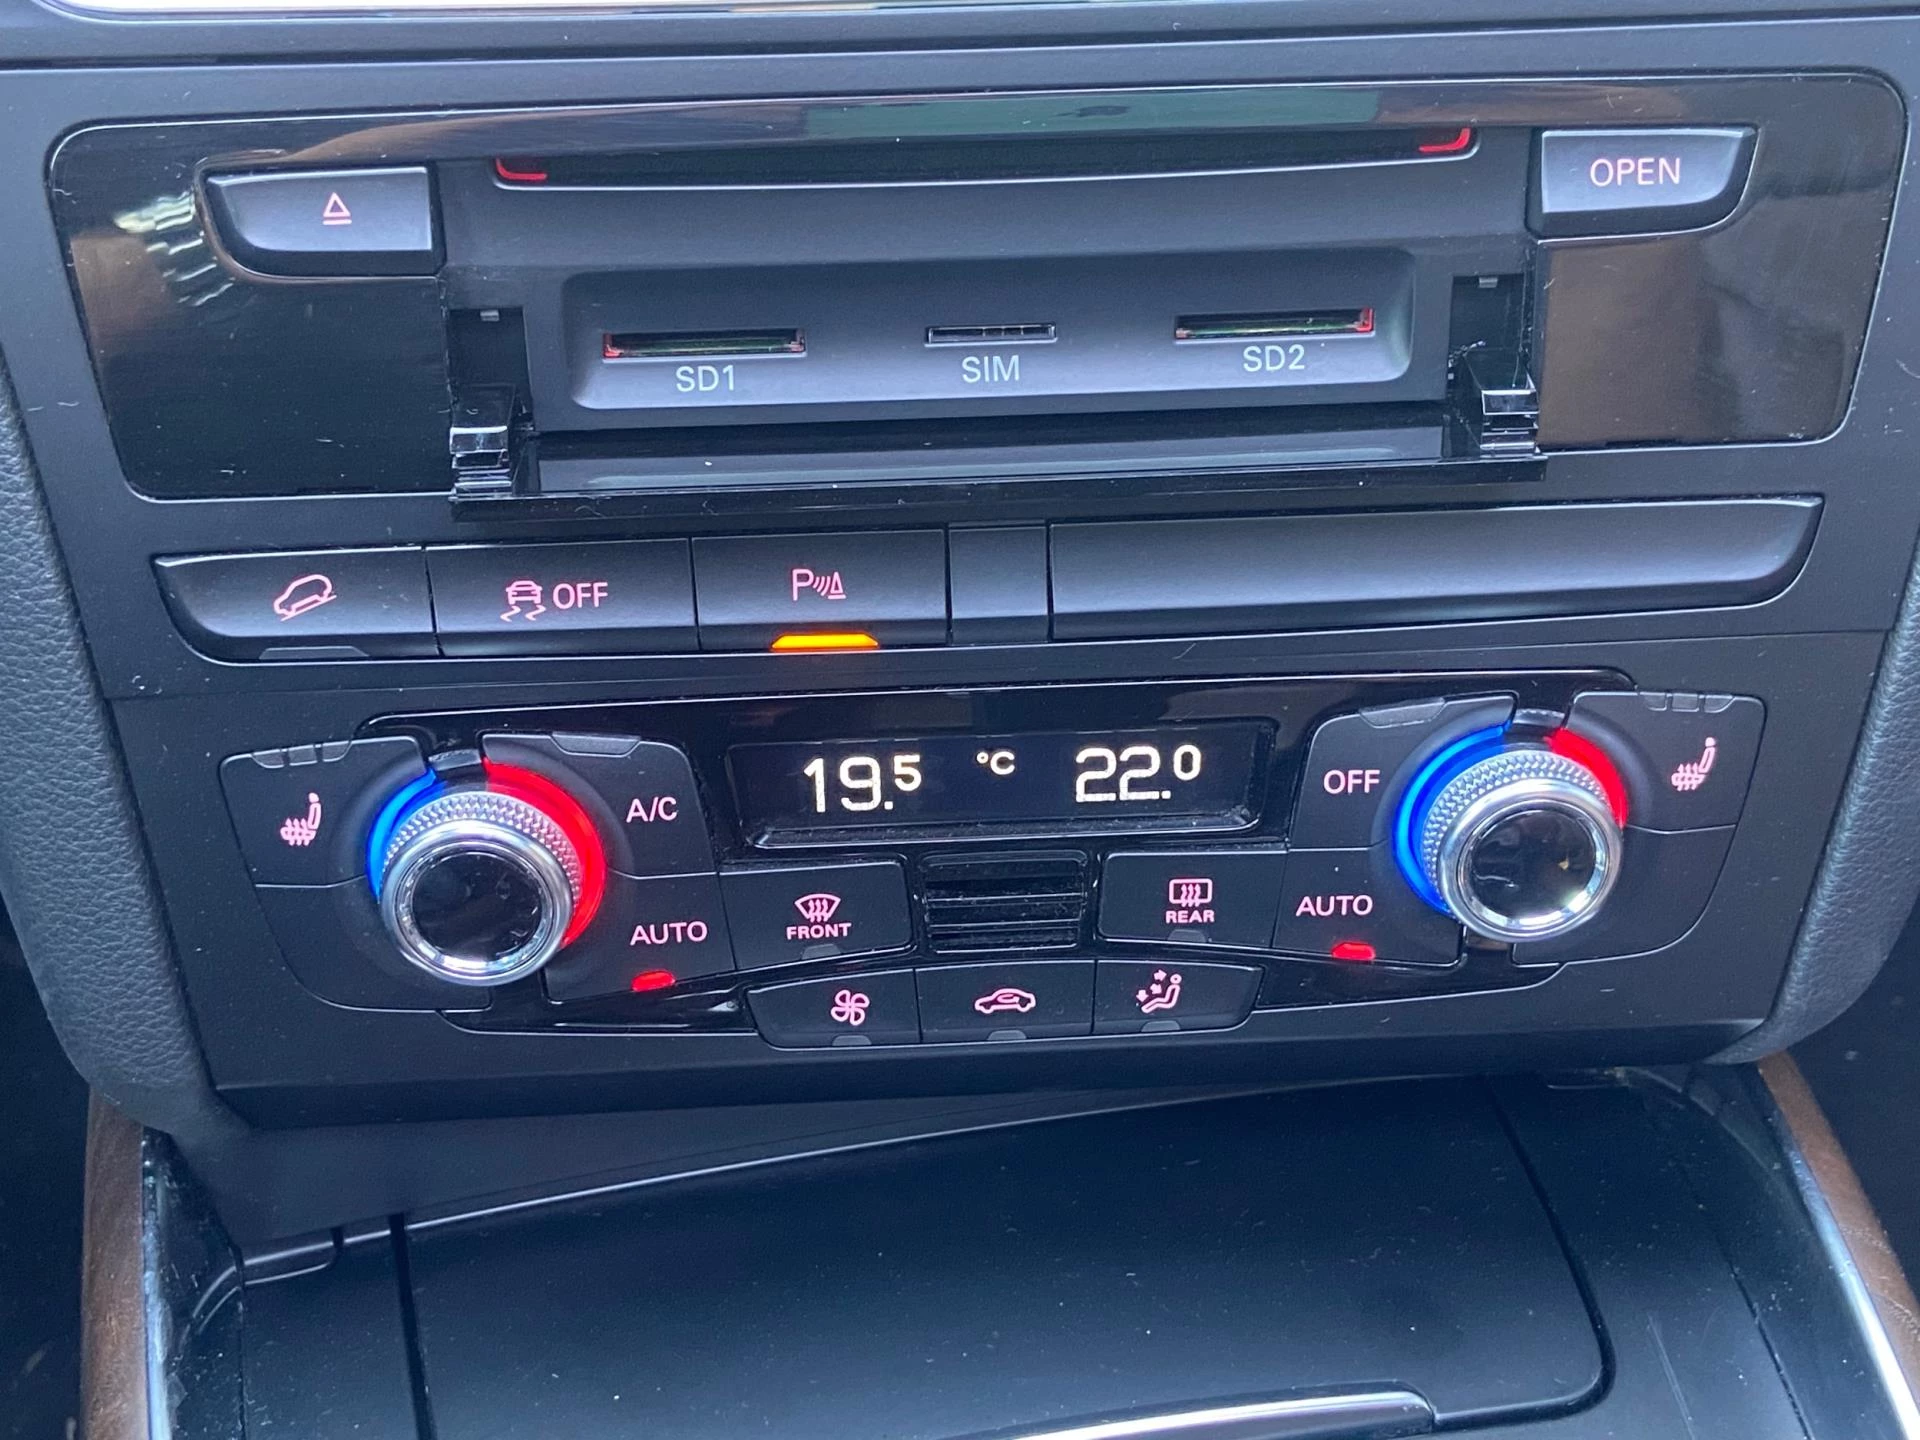 OPEN
SD1 SIM SD2
OFF P
19.5 °C 22.0
A/C OFF
AUTO FRONT REAR AUTO